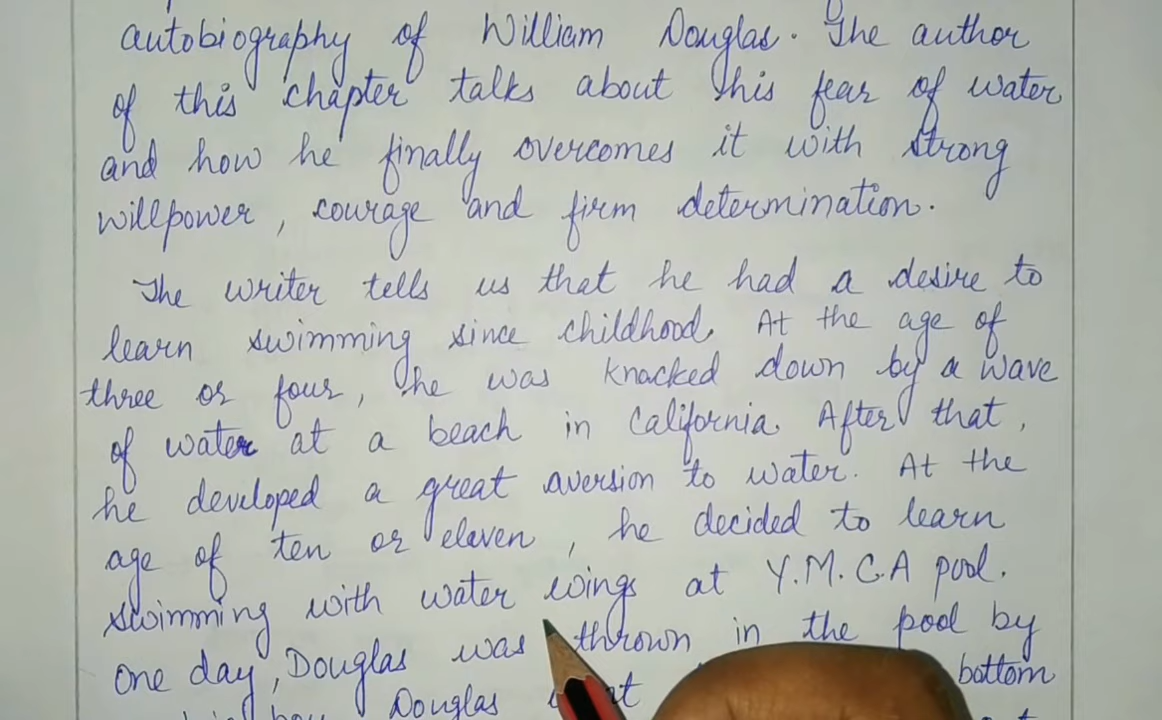 autobiography of William Douglas. The author
of this chapter talks about his fear of water
and how he finally overcomes it with strong
willpower, courage and firm determination.
The writer tells us that he had a desire to
learn swimming since childhood. At the age of
three or four, he was knocked down by a wave
of water at a beach in California. After that,
he developed a great aversion to water. At the
age of ten or eleven, he decided to learn
swimming with water wings at Y.M.C.A pool.
One day, Douglas was thrown in the pool by
Douglas bottom